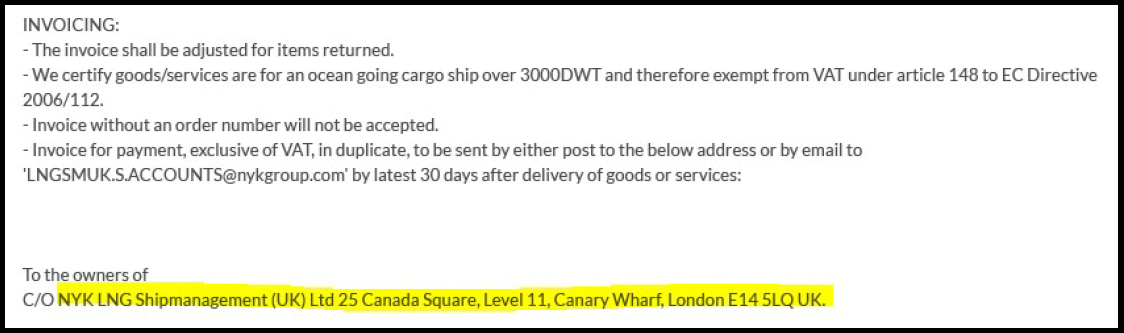 INVOICING:
- The invoice shall be adjusted for items returned.
- We certify goods/services are for an ocean going cargo ship over 3000DWT and therefore exempt from VAT under article 148 to EC Directive
2006/112.
- Invoice without an order number will not be accepted.
- Invoice for payment, exclusive of VAT, in duplicate, to be sent by either post to the below address or by email to
'LNGSMUK.S.ACCOUNTS@nykgroup.com' by latest 30 days after delivery of goods or services:
To the owners of
C/O NYK LNG Shipmanagement (UK) Ltd 25 Canada Square, Level 11, Canary Wharf, London E14 5LQ UK.